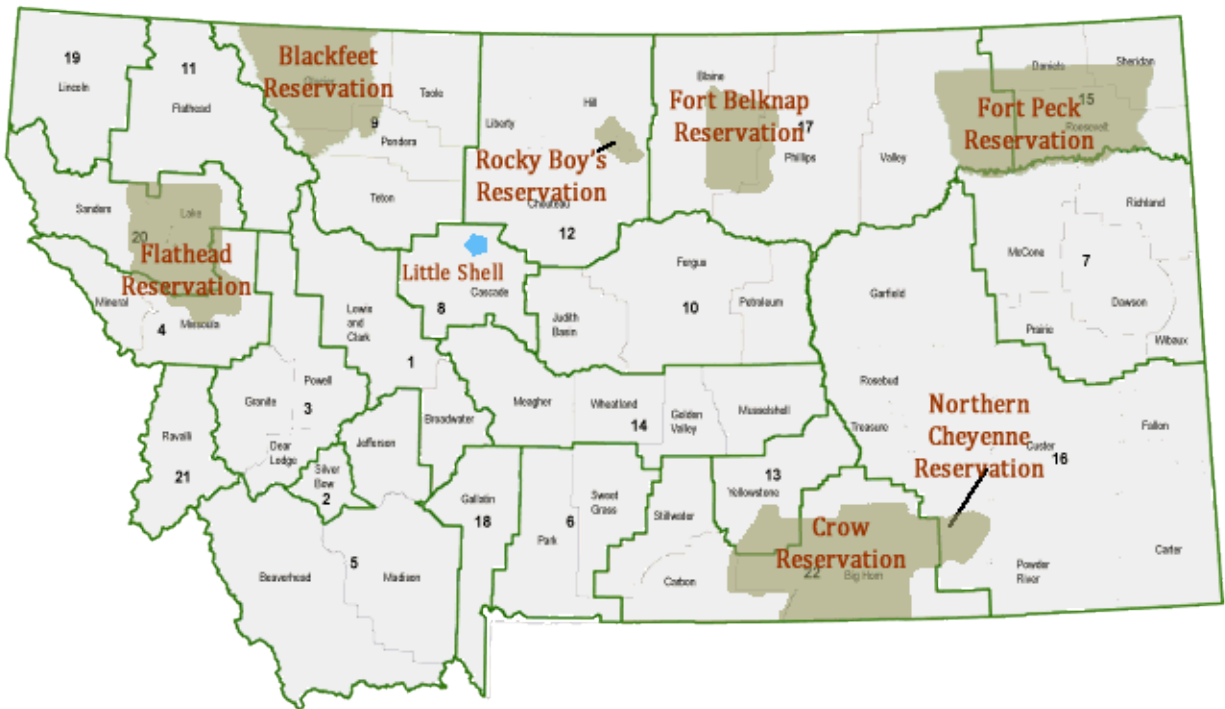 19
Lincoln
11
Flathead
Blackfeet
Glacier
Reservation
9
Toole
Pondera
Teton
Liberty
Hill
Rocky Boy's
Reservation
Chouteau
12
Blaine
Fort Belknap
Reservation
17
Phillips
Valley
Daniels
Sheridan
15
Fort Peck
Roosevelt
Reservation
Sanders
Lake
20
Flathead
Reservation
Mineral
Missoula
4
Little Shell
Cascade
8
Lewis
and
Clark
1
Judith
Basin
Fergus
10
Petroleum
Garfield
McCone
Richland
7
Dawson
Prairie
Wibaux
Powell
Granite
3
Deer
Lodge
Ravalli
21
Silver
Bow
2
Jefferson
Broadwater
Meagher
Wheatland
14
Golden
Valley
Musselshell
Rosebud
Treasure
Northern
Cheyenne
Custer
Reservation
16
Fallon
Beaverhead
5
Madison
Gallatin
18
Park
6
Sweet
Grass
Stillwater
13
Yellowstone
Carbon
Crow
Reservation
22
Big Horn
Powder
River
Carter